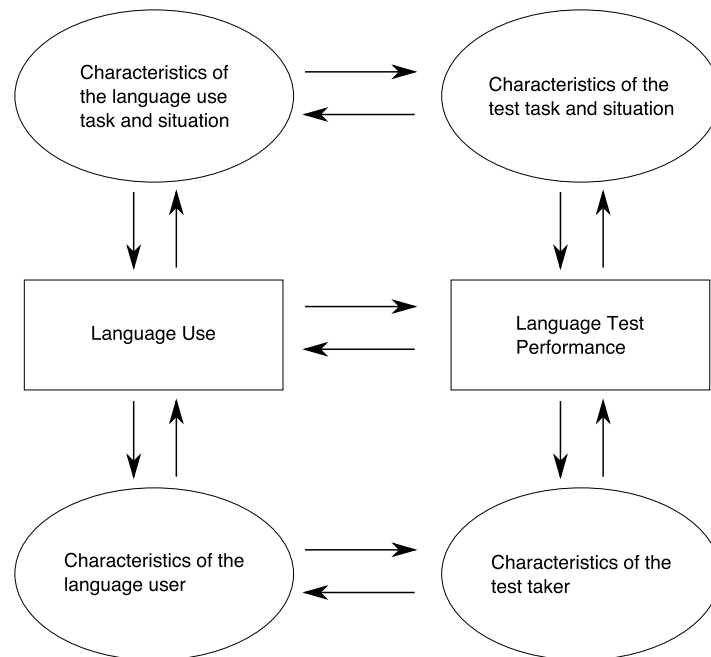 Characteristics of
the language use
task and situation
Characteristics of the
test task and situation
Language Use
Language Test
Performance
Characteristics of the
language user
Characteristics of the
test taker